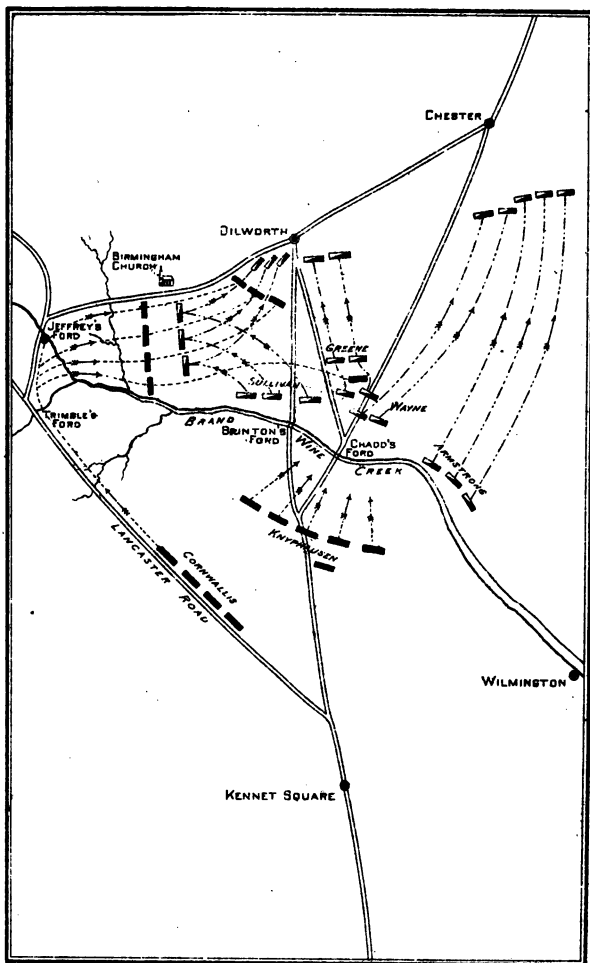 CHESTER
DILWORTH
BIRMINGHAM
CHURCH
JEFFREY'S
FORD
GREENE
SULLIVAN
WAYNE
TRIMBLE'S
FORD
BRAND
BRINTON'S
FORD
WINE
CHADD'S
FORD
CREEK
ARMSTRONG
KNYPHAUSEN
CORNWALLIS
LANCASTER ROAD
WILMINGTON
KENNET SQUARE